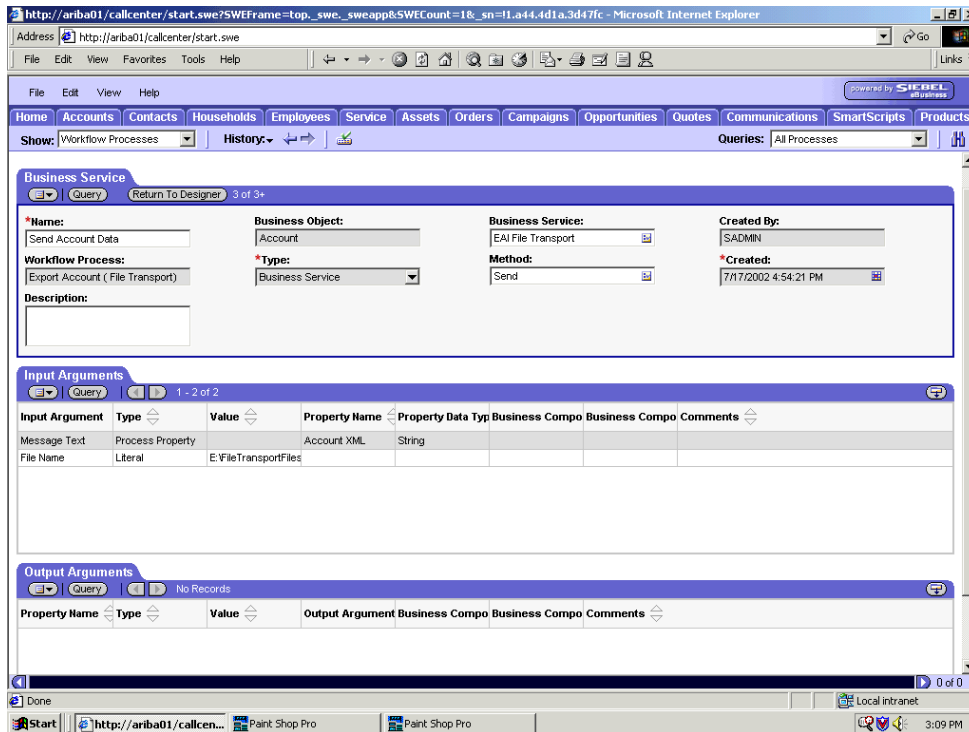 http://ariba01/callcenter/start.swe?SWEFrame=top._swe._sweapp&SWECount=1&_sn=!1.a44.4d1a.3d47fc - Microsoft Internet Explorer
Address http://ariba01/callcenter/start.swe Go
File Edit View Favorites Tools Help Links
File Edit View Help powered by SIEBEL eBusiness
Home Accounts Contacts Households Employees Service Assets Orders Campaigns Opportunities Quotes Communications SmartScripts Products
Show: Workflow Processes History: Queries: All Processes
Business Service
Query Return To Designer 3 of 3+
*Name: Business Object: Business Service: Created By:
Send Account Data Account EAI File Transport SADMIN
Workflow Process: *Type: Method: *Created:
Export Account ( File Transport) Business Service Send 7/17/2002 4:54:21 PM
Description:
Input Arguments
Query 1 - 2 of 2
Input Argument Type Value Property Name Property Data Typ Business Compo Business Compo Comments
Message Text Process Property Account XML String
File Name Literal E:\FileTransportFiles
Output Arguments
Query No Records
Property Name Type Value Output Argument Business Compo Business Compo Comments
0 of 0
Done Local intranet
Start http://ariba01/callcen... Paint Shop Pro Paint Shop Pro 3:09 PM